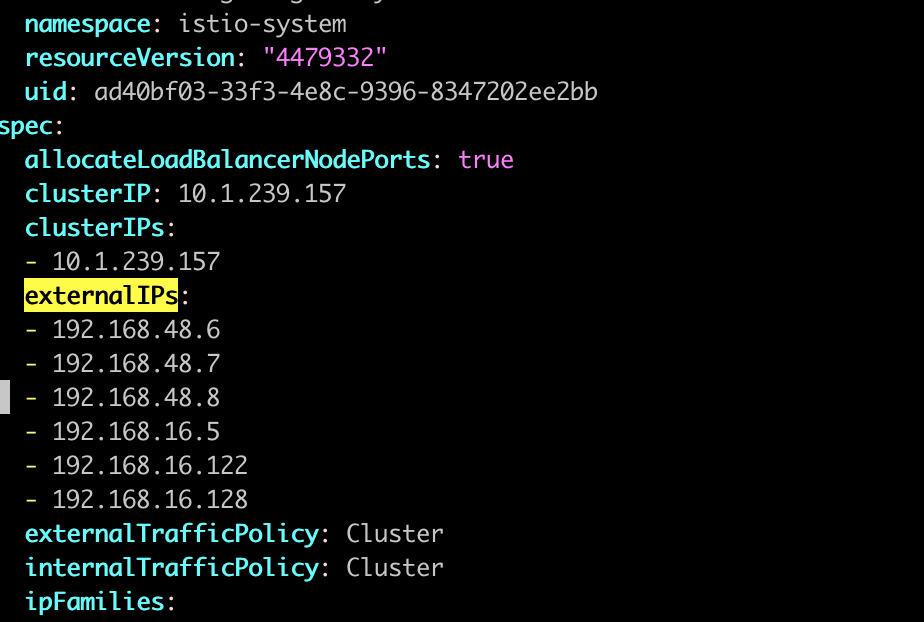 namespace: istio-system
resourceVersion: "4479332"
uid: ad40bf03-33f3-4e8c-9396-8347202ee2bb
spec:
allocateLoadBalancerNodePorts: true
clusterIP: 10.1.239.157
clusterIPs:
- 10.1.239.157
externalIPs:
- 192.168.48.6
- 192.168.48.7
- 192.168.48.8
- 192.168.16.5
- 192.168.16.122
- 192.168.16.128
externalTrafficPolicy: Cluster
internalTrafficPolicy: Cluster
ipFamilies: